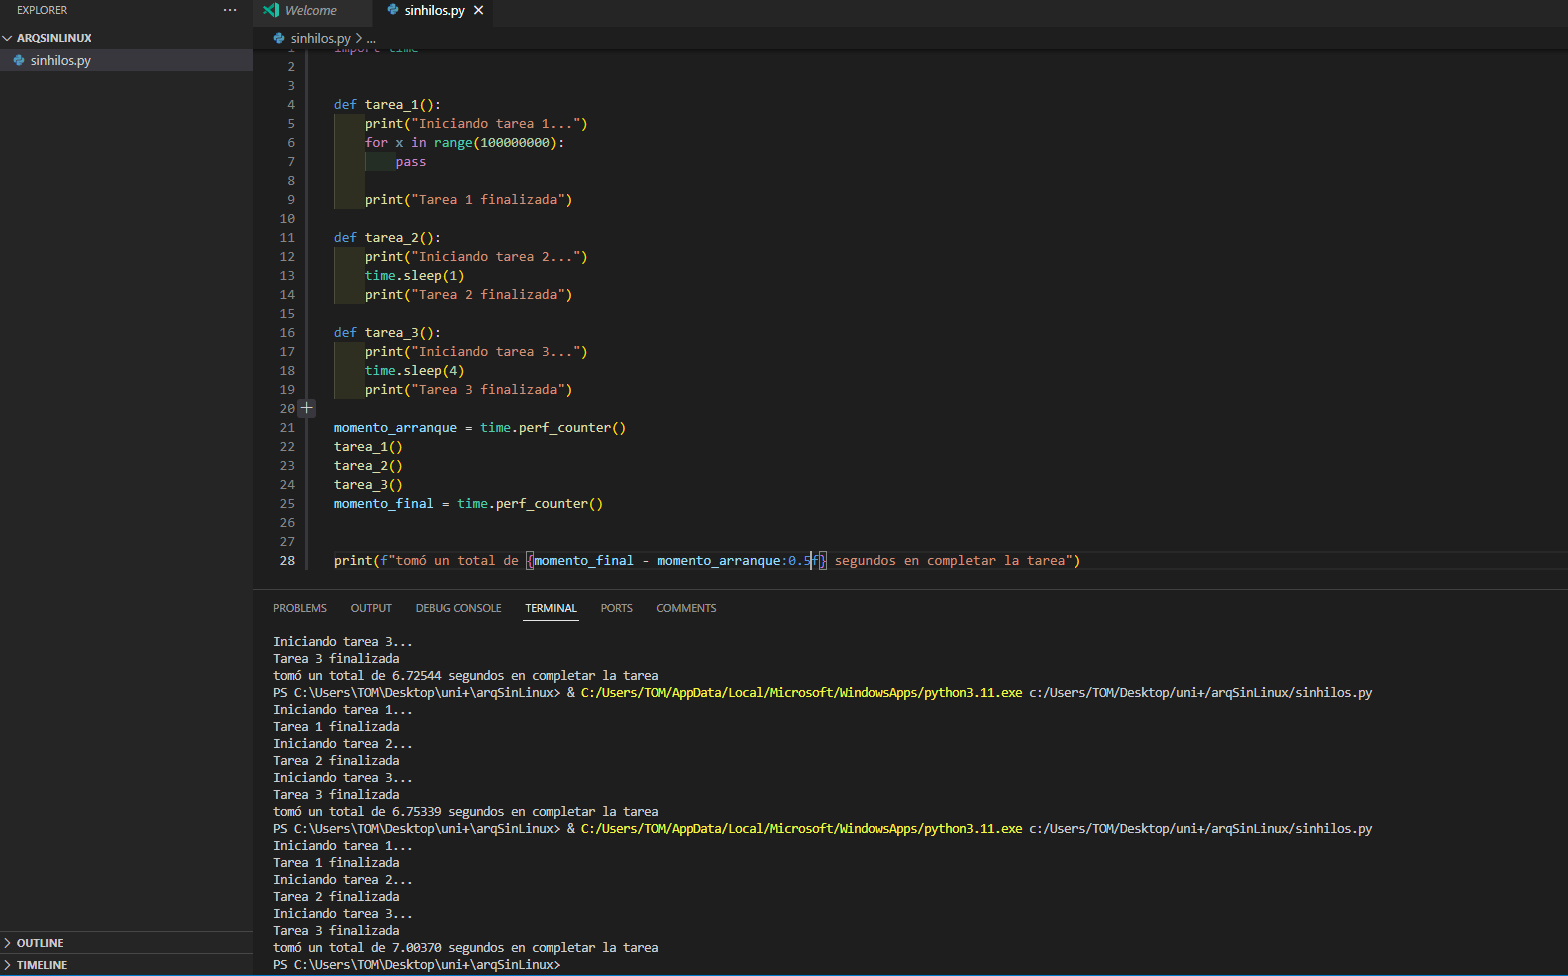 EXPLORER
···
Welcome
sinhilos.py
ARQSINLINUX
sinhilos.py
sinhilos.py > ...
1 import time
2
3
4 def tarea_1():
5 print("Iniciando tarea 1...")
6 for x in range(100000000):
7 pass
8
9 print("Tarea 1 finalizada")
10
11 def tarea_2():
12 print("Iniciando tarea 2...")
13 time.sleep(1)
14 print("Tarea 2 finalizada")
15
16 def tarea_3():
17 print("Iniciando tarea 3...")
18 time.sleep(4)
19 print("Tarea 3 finalizada")
20
21 momento_arranque = time.perf_counter()
22 tarea_1()
23 tarea_2()
24 tarea_3()
25 momento_final = time.perf_counter()
26
27
28 print(f"tomó un total de {momento_final - momento_arranque:0.5f} segundos en completar la tarea")
PROBLEMS OUTPUT DEBUG CONSOLE TERMINAL PORTS COMMENTS
Iniciando tarea 3...
Tarea 3 finalizada
tomó un total de 6.72544 segundos en completar la tarea
PS C:\Users\TOM\Desktop\uni+\arqSinLinux> & C:/Users/TOM/AppData/Local/Microsoft/WindowsApps/python3.11.exe c:/Users/TOM/Desktop/uni+/arqSinLinux/sinhilos.py
Iniciando tarea 1...
Tarea 1 finalizada
Iniciando tarea 2...
Tarea 2 finalizada
Iniciando tarea 3...
Tarea 3 finalizada
tomó un total de 6.75339 segundos en completar la tarea
PS C:\Users\TOM\Desktop\uni+\arqSinLinux> & C:/Users/TOM/AppData/Local/Microsoft/WindowsApps/python3.11.exe c:/Users/TOM/Desktop/uni+/arqSinLinux/sinhilos.py
Iniciando tarea 1...
Tarea 1 finalizada
Iniciando tarea 2...
Tarea 2 finalizada
Iniciando tarea 3...
Tarea 3 finalizada
tomó un total de 7.00370 segundos en completar la tarea
PS C:\Users\TOM\Desktop\uni+\arqSinLinux>
OUTLINE
TIMELINE